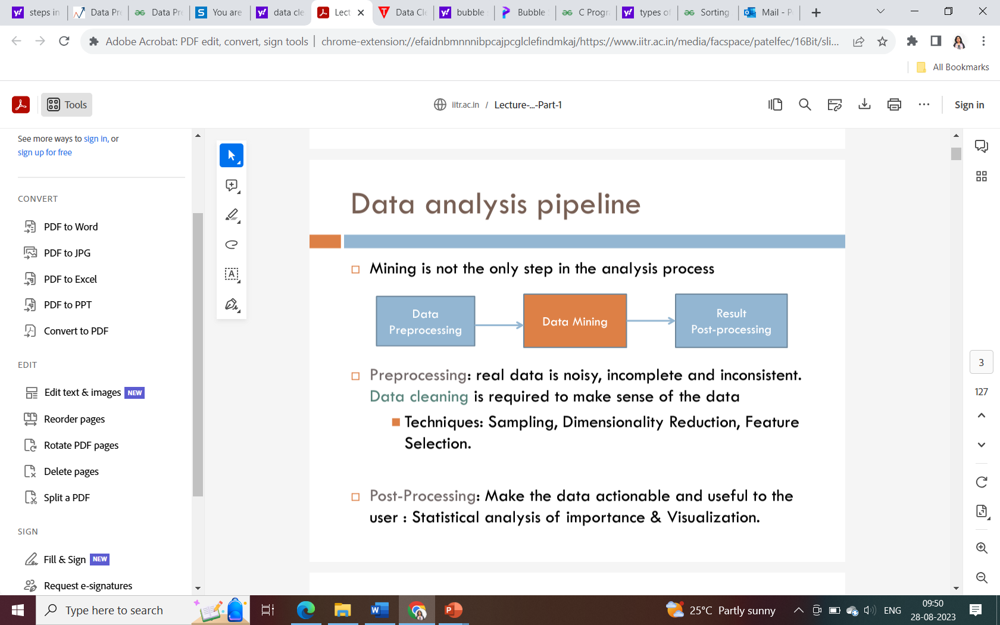 steps in
Data Pre
Data Pre
You are
data cle
Lect
Data Cle
bubble
Bubble
C Progra
types of
Sorting
Mail - P
Adobe Acrobat: PDF edit, convert, sign tools | chrome-extension://efaidnbmnnnibpcajpcglclefindmkaj/https://www.iitr.ac.in/media/facspace/patelfec/16Bit/sli...
All Bookmarks
Tools
iitr.ac.in / Lecture-...-Part-1
Sign in
See more ways to sign in, or
sign up for free
CONVERT
PDF to Word
PDF to JPG
PDF to Excel
PDF to PPT
Convert to PDF
EDIT
Edit text & images NEW
Reorder pages
Rotate PDF pages
Delete pages
Split a PDF
SIGN
Fill & Sign NEW
Request e-signatures
Data analysis pipeline
Mining is not the only step in the analysis process
Data
Preprocessing
Data Mining
Result
Post-processing
Preprocessing: real data is noisy, incomplete and inconsistent.
Data cleaning is required to make sense of the data
Techniques: Sampling, Dimensionality Reduction, Feature
Selection.
Post-Processing: Make the data actionable and useful to the
user : Statistical analysis of importance & Visualization.
3
127
Type here to search
25°C Partly sunny
ENG
09:50
28-08-2023